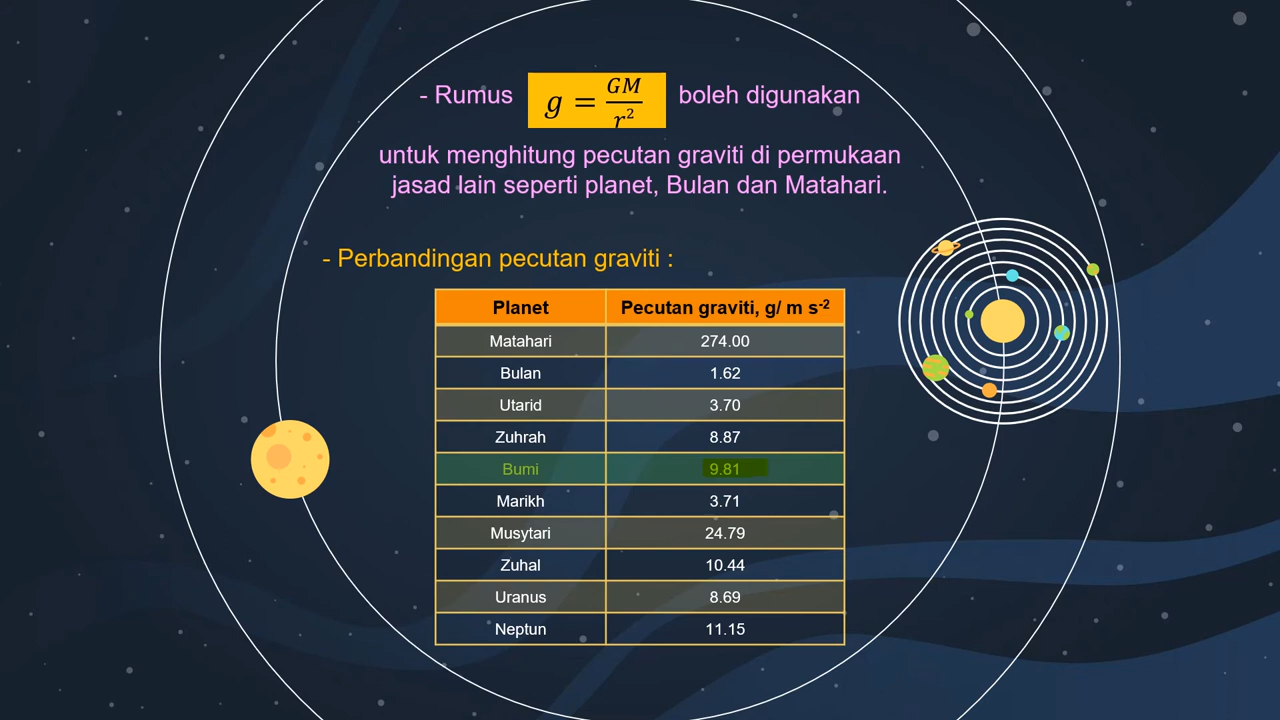 - Rumus g = GM/r² boleh digunakan
untuk menghitung pecutan graviti di permukaan
jasad lain seperti planet, Bulan dan Matahari.
- Perbandingan pecutan graviti :
Planet Pecutan graviti, g/ m s⁻²
Matahari 274.00
Bulan 1.62
Utarid 3.70
Zuhrah 8.87
Bumi 9.81
Marikh 3.71
Musytari 24.79
Zuhal 10.44
Uranus 8.69
Neptun 11.15